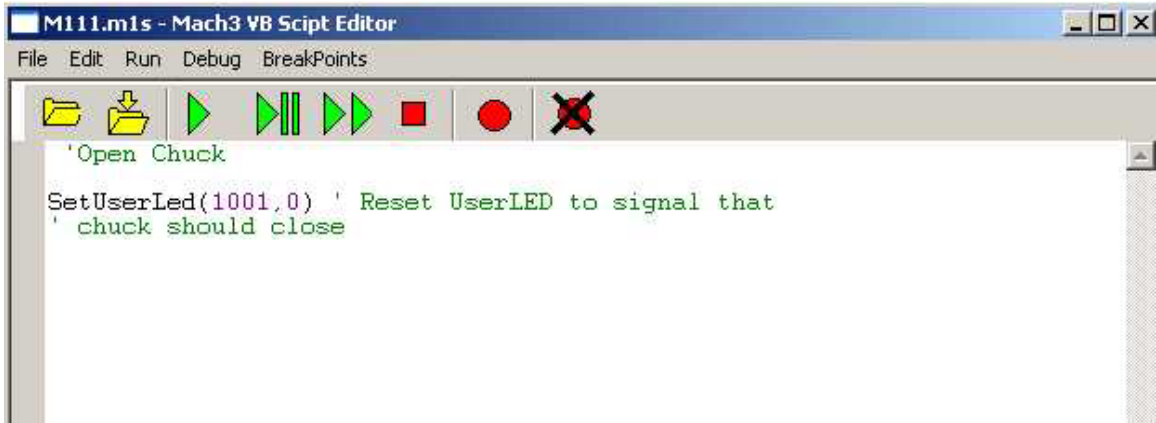 M111.m1s - Mach3 VB Scipt Editor
File Edit Run Debug BreakPoints
'Open Chuck
SetUserLed(1001,0) ' Reset UserLED to signal that
' chuck should close